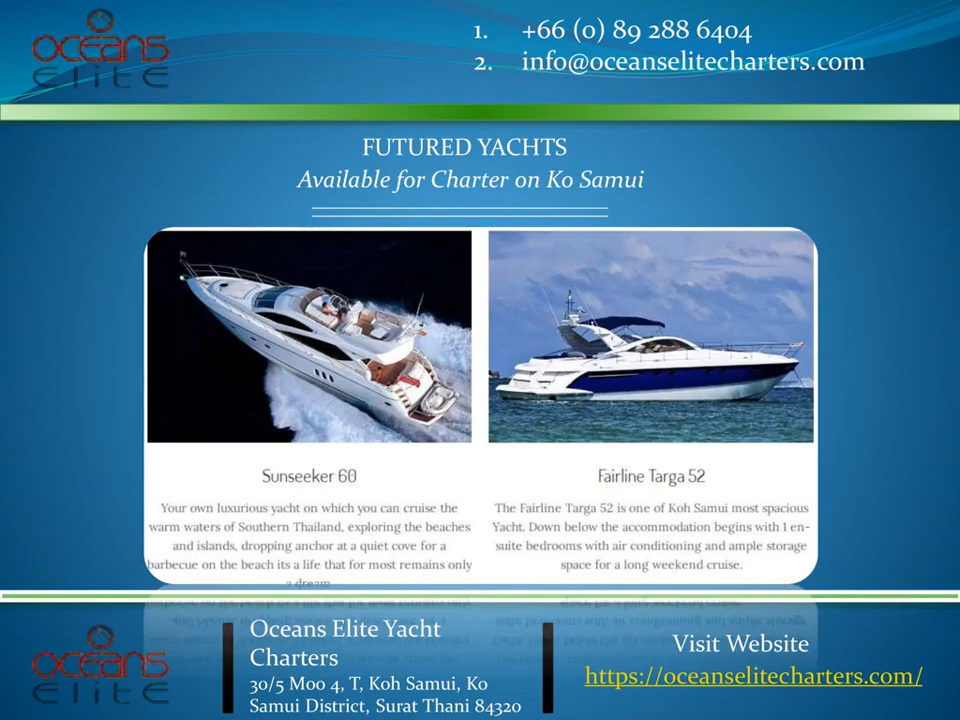 OCEANS
ELITE
1. +66 (0) 89 288 6404
2. info@oceanselitecharters.com
FUTURED YACHTS
Available for Charter on Ko Samui
Sunseeker 60
Your own luxurious yacht on which you can cruise the
warm waters of Southern Thailand, exploring the beaches
and islands, dropping anchor at a quiet cove for a
barbecue on the beach its a life that for most remains only
a dream
Fairline Targa 52
The Fairline Targa 52 is one of Koh Samui most spacious
Yacht. Down below the accommodation begins with 1 en-
suite bedrooms with air conditioning and ample storage
space for a long weekend cruise.
OCEANS
ELITE
Oceans Elite Yacht
Charters
30/5 Moo 4, T, Koh Samui, Ko
Samui District, Surat Thani 84320
Visit Website
https://oceanselitecharters.com/